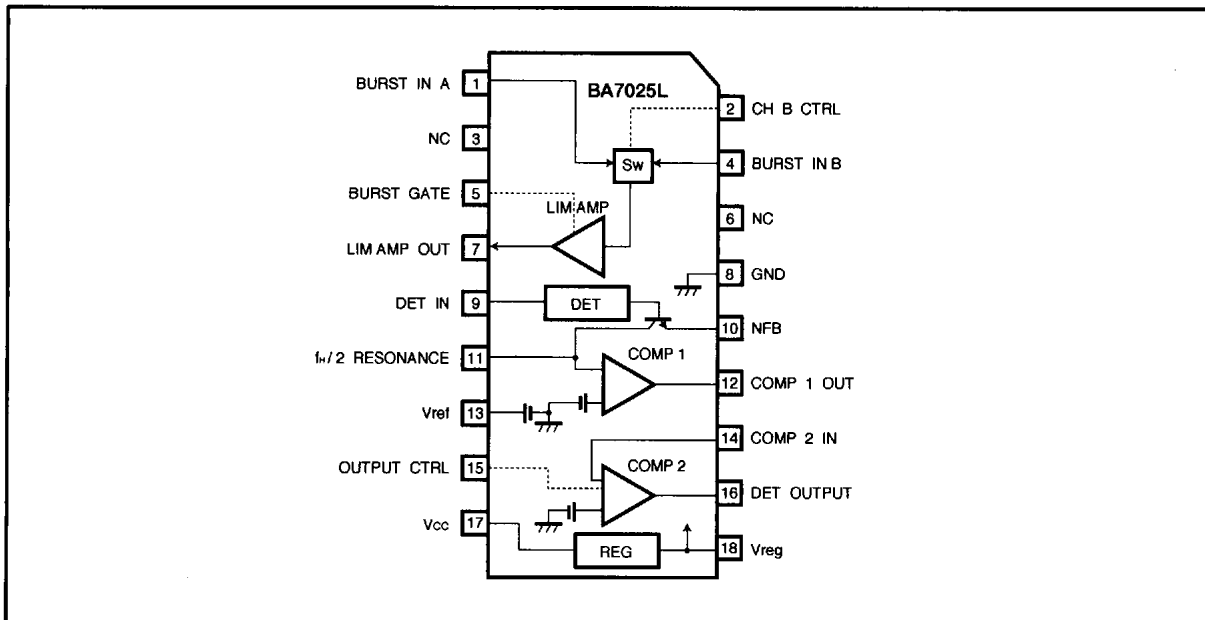 BA7025L
BURST IN A 1
2 CH B CTRL
NC 3
Sw
4 BURST IN B
BURST GATE 5
LIM AMP
6 NC
LIM AMP OUT 7
8 GND
DET IN 9
DET
10 NFB
fH/2 RESONANCE 11
COMP 1
12 COMP 1 OUT
Vref 13
14 COMP 2 IN
OUTPUT CTRL 15
COMP 2
16 DET OUTPUT
Vcc 17
REG
18 Vreg